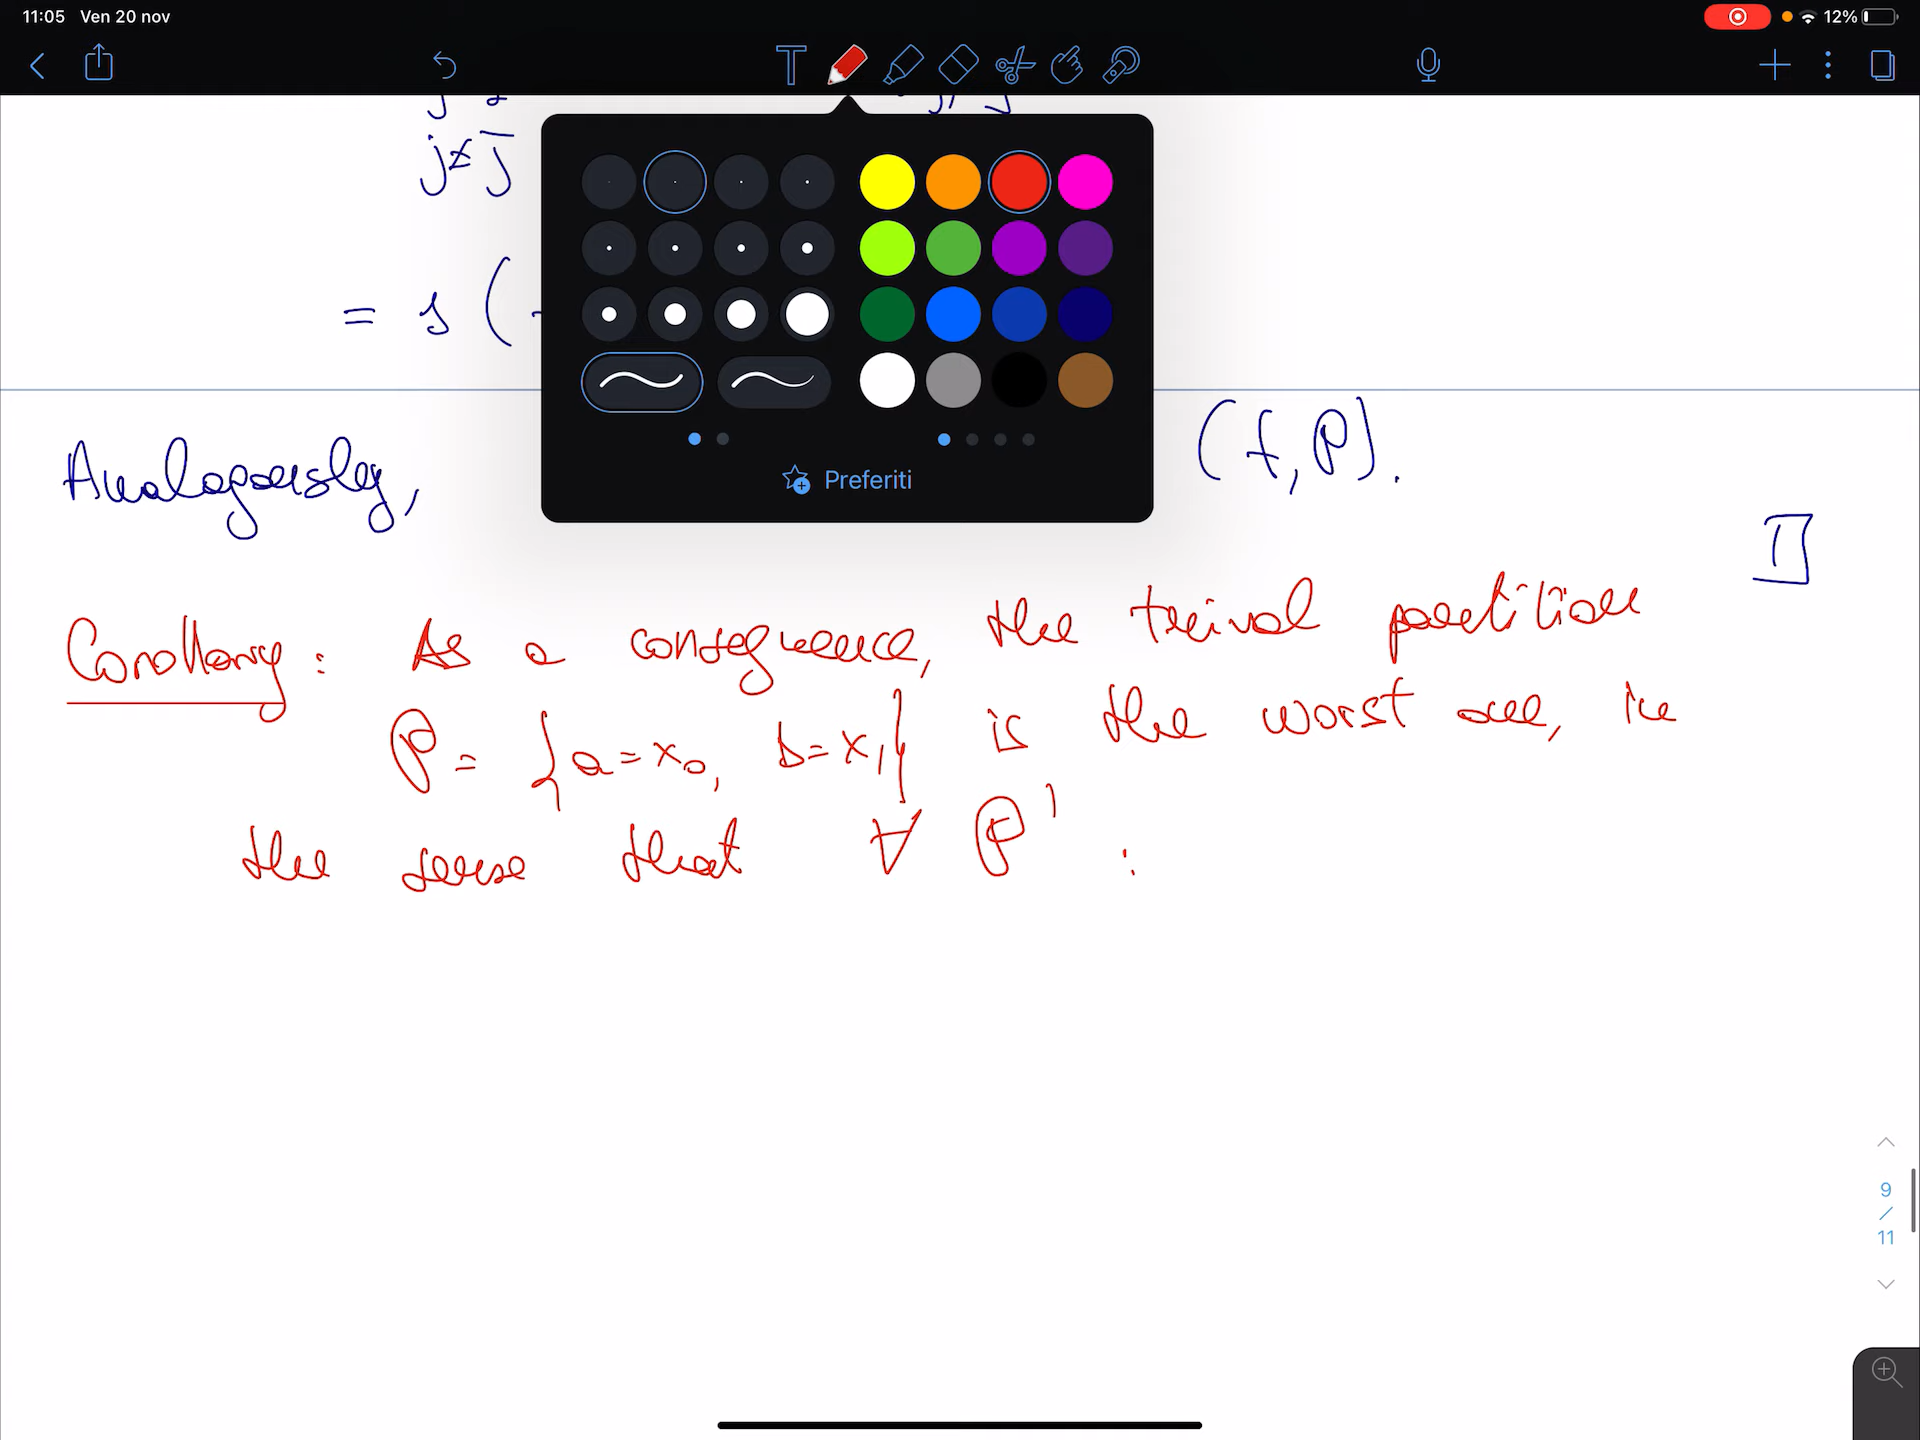 11:05 Ven 20 nov 12%
T
j≠j̄
= s (
Analogously, (f, P).
Preferiti
Corollary: As a consequence, the trivial partition
P = {a = x₀, b = x₁} is the worst one, in
the sense that ∀ P' :
9
/
11